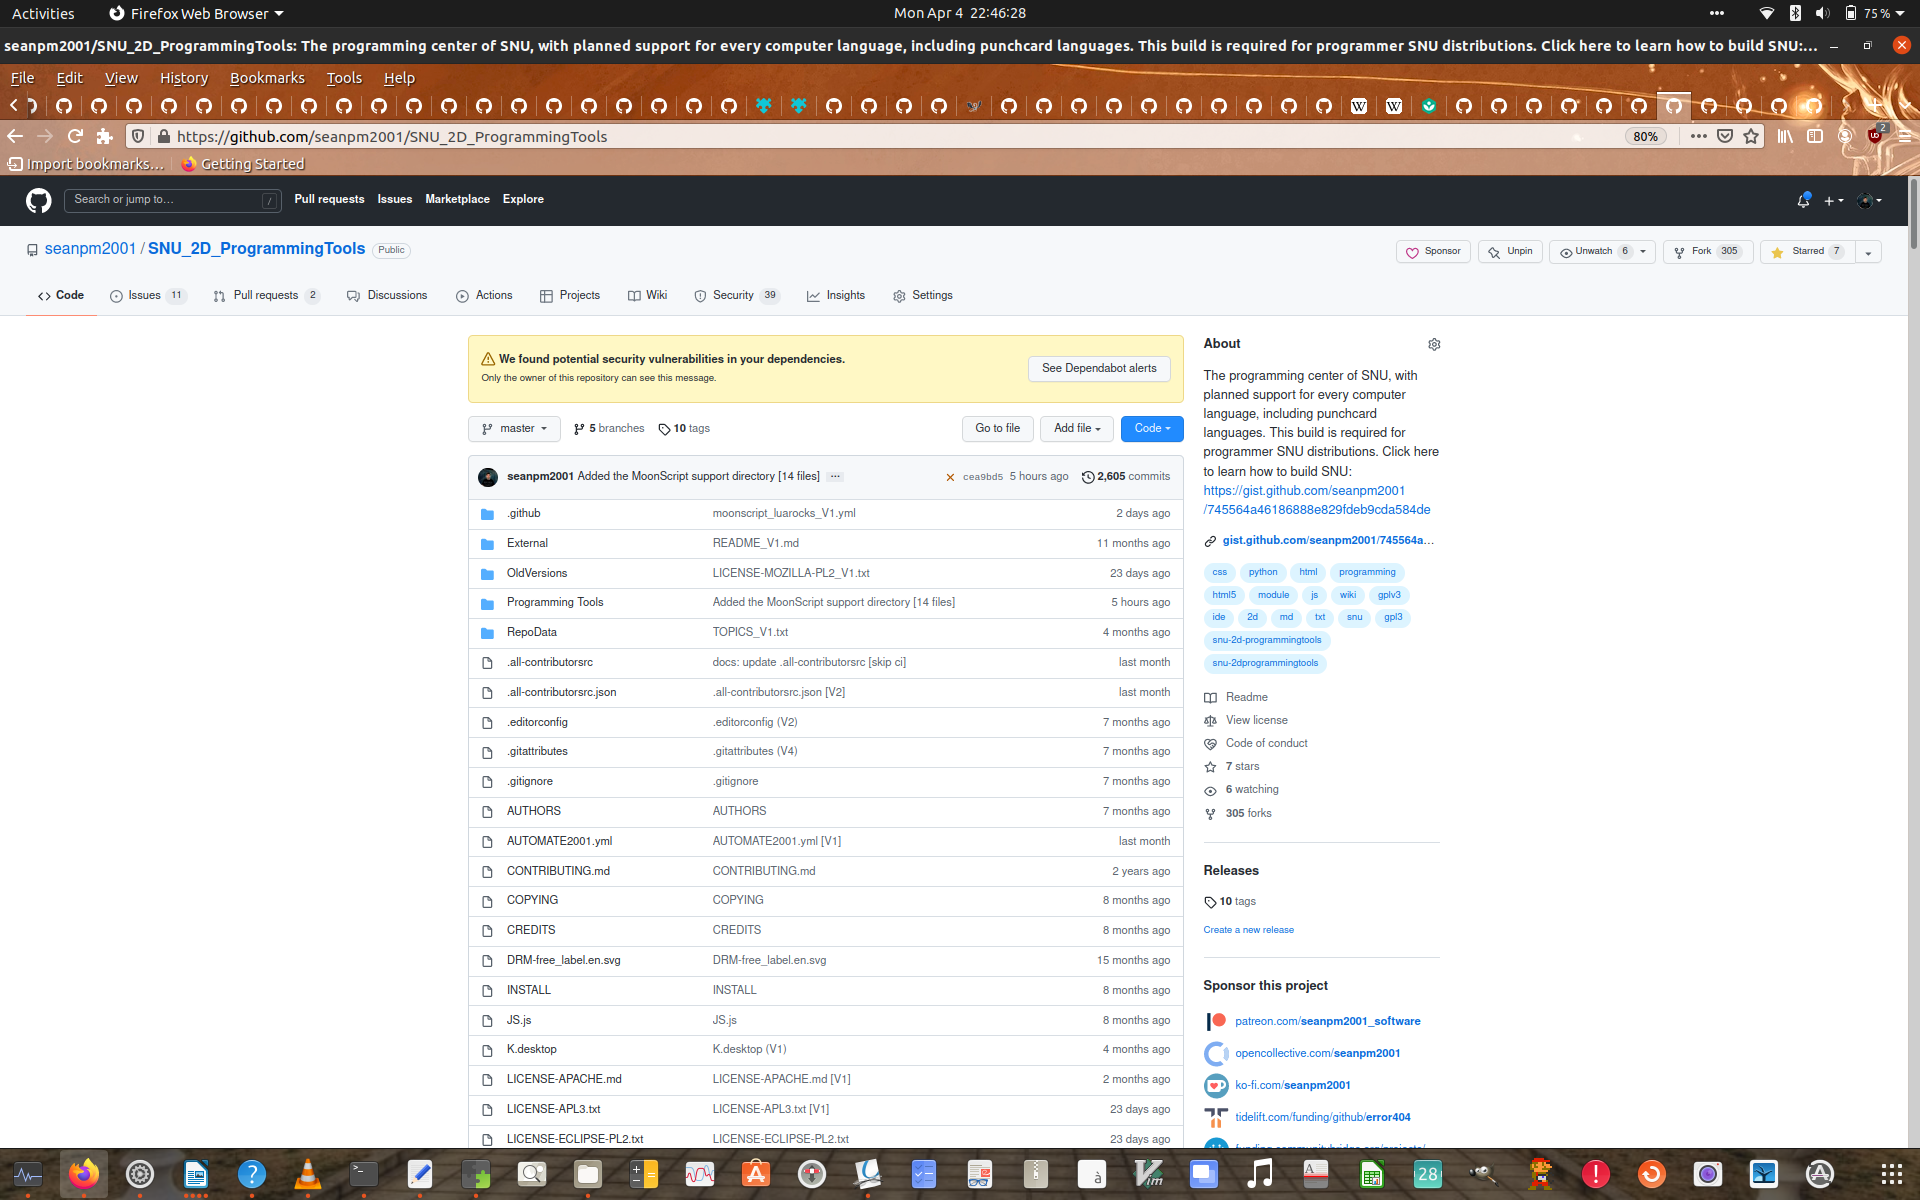 Activities
Firefox Web Browser
Mon Apr 4 22:46:28
75 %
seanpm2001/SNU_2D_ProgrammingTools: The programming center of SNU, with planned support for every computer language, including punchcard languages. This build is required for programmer SNU distributions. Click here to learn how to build SNU:...
File Edit View History Bookmarks Tools Help
https://github.com/seanpm2001/SNU_2D_ProgrammingTools
80%
2
Import bookmarks...
Getting Started
Search or jump to...
/
Pull requests Issues Marketplace Explore
seanpm2001 / SNU_2D_ProgrammingTools Public
Sponsor Unpin Unwatch 6 Fork 305 Starred 7
Code Issues 11 Pull requests 2 Discussions Actions Projects Wiki Security 39 Insights Settings
We found potential security vulnerabilities in your dependencies.
Only the owner of this repository can see this message.
See Dependabot alerts
master 5 branches 10 tags
Go to file Add file Code
seanpm2001 Added the MoonScript support directory [14 files] ... cea9bd5 5 hours ago 2,605 commits
.github moonscript_luarocks_V1.yml 2 days ago
External README_V1.md 11 months ago
OldVersions LICENSE-MOZILLA-PL2_V1.txt 23 days ago
Programming Tools Added the MoonScript support directory [14 files] 5 hours ago
RepoData TOPICS_V1.txt 4 months ago
.all-contributorsrc docs: update .all-contributorsrc [skip ci] last month
.all-contributorsrc.json .all-contributorsrc.json [V2] last month
.editorconfig .editorconfig (V2) 7 months ago
.gitattributes .gitattributes (V4) 7 months ago
.gitignore .gitignore 7 months ago
AUTHORS AUTHORS 7 months ago
AUTOMATE2001.yml AUTOMATE2001.yml [V1] last month
CONTRIBUTING.md CONTRIBUTING.md 2 years ago
COPYING COPYING 8 months ago
CREDITS CREDITS 8 months ago
DRM-free_label.en.svg DRM-free_label.en.svg 15 months ago
INSTALL INSTALL 8 months ago
JS.js JS.js 8 months ago
K.desktop K.desktop (V1) 4 months ago
LICENSE-APACHE.md LICENSE-APACHE.md [V1] 2 months ago
LICENSE-APL3.txt LICENSE-APL3.txt [V1] 23 days ago
LICENSE-ECLIPSE-PL2.txt LICENSE-ECLIPSE-PL2.txt 23 days ago
About
The programming center of SNU, with
planned support for every computer
language, including punchcard
languages. This build is required for
programmer SNU distributions. Click here
to learn how to build SNU:
https://gist.github.com/seanpm2001
/745564a46186888e829fdeb9cda584de
gist.github.com/seanpm2001/745564a...
css python html programming
html5 module js wiki gplv3
ide 2d md txt snu gpl3
snu-2d-programmingtools
snu-2dprogrammingtools
Readme
View license
Code of conduct
7 stars
6 watching
305 forks
Releases
10 tags
Create a new release
Sponsor this project
patreon.com/seanpm2001_software
opencollective.com/seanpm2001
ko-fi.com/seanpm2001
tidelift.com/funding/github/error404
28